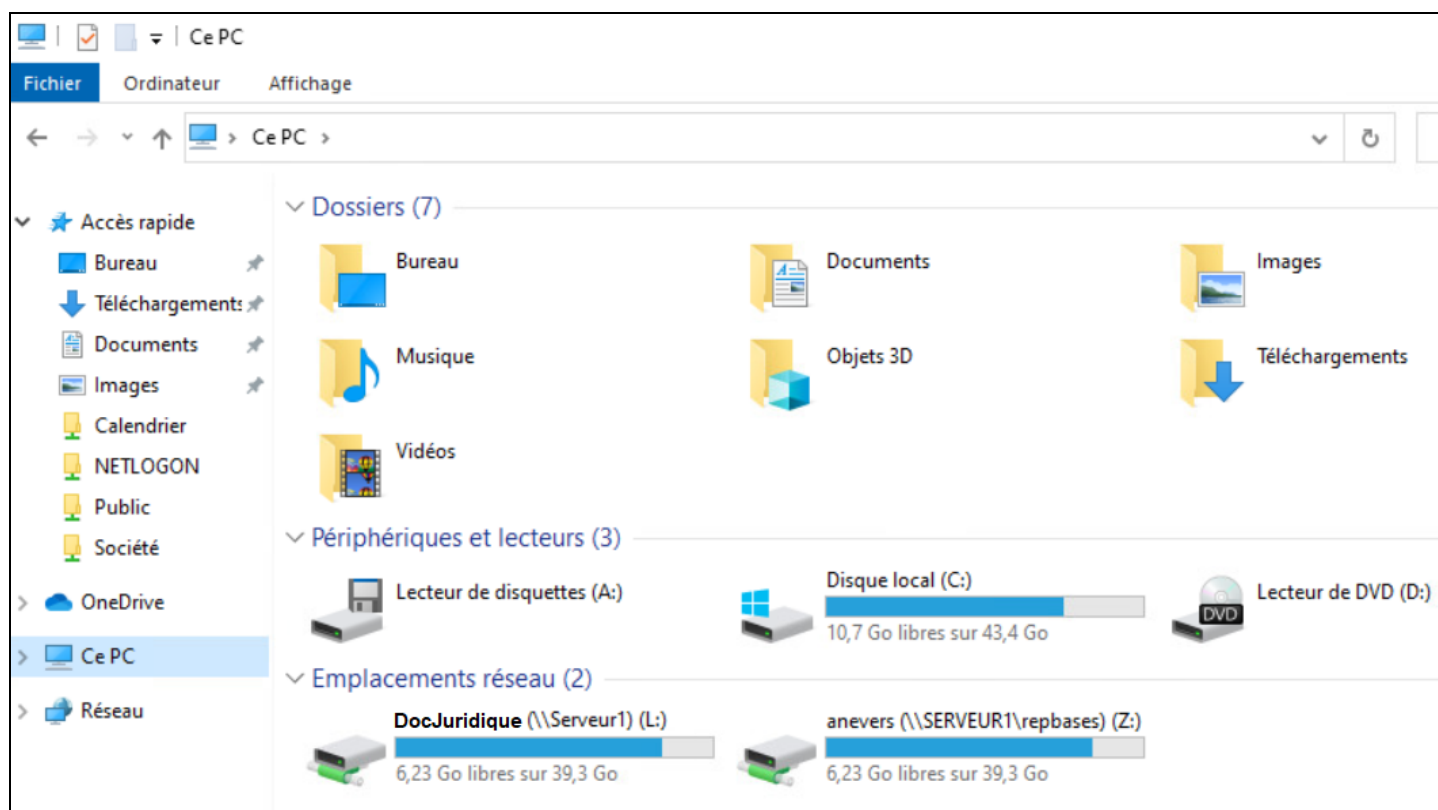 Ce PC
Fichier Ordinateur Affichage
Ce PC
Accès rapide
Bureau
Téléchargements
Documents
Images
Calendrier
NETLOGON
Public
Société
OneDrive
Ce PC
Réseau
Dossiers (7)
Bureau Documents Images
Musique Objets 3D Téléchargements
Vidéos
Périphériques et lecteurs (3)
Lecteur de disquettes (A:)
Disque local (C:)
10,7 Go libres sur 43,4 Go
Lecteur de DVD (D:)
DVD
Emplacements réseau (2)
DocJuridique (\\Serveur1) (L:)
6,23 Go libres sur 39,3 Go
anevers (\\SERVEUR1\repbases) (Z:)
6,23 Go libres sur 39,3 Go